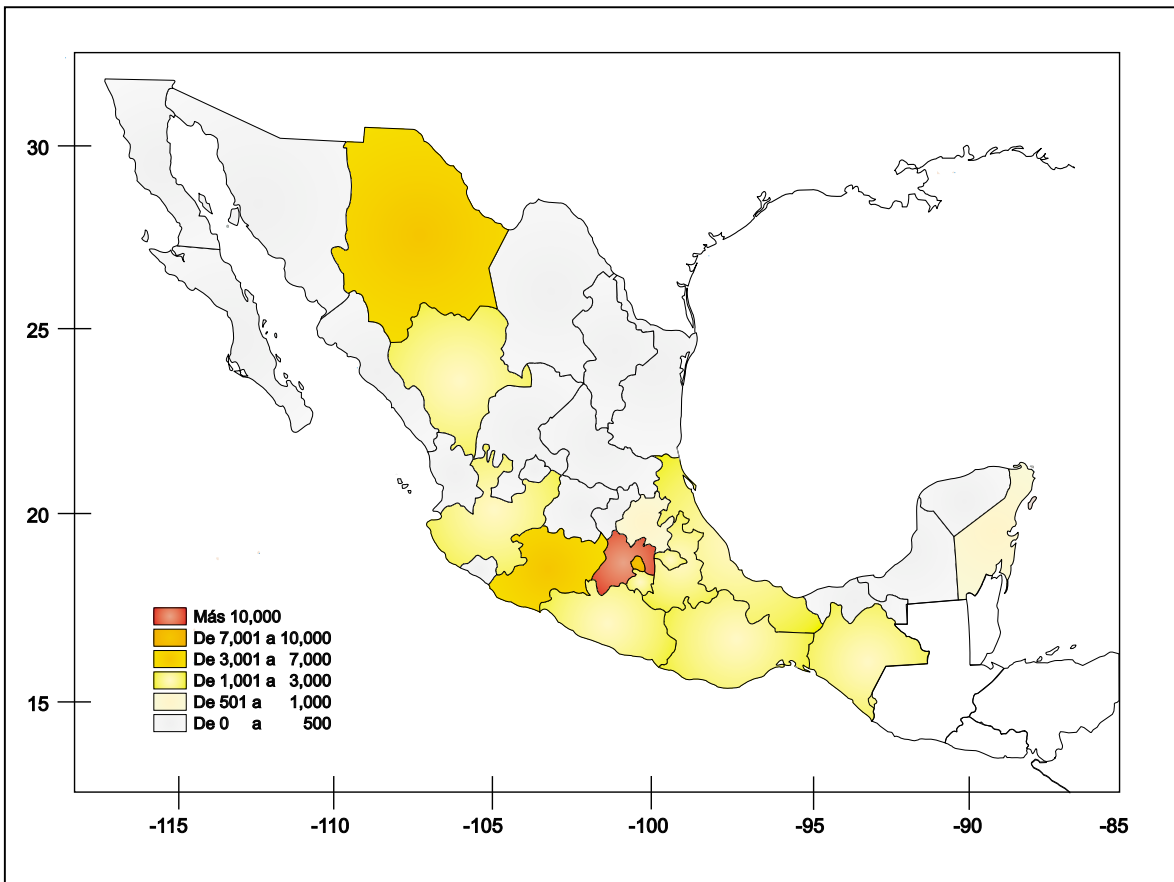 30
25
20
15
Más 10,000
De 7,001 a 10,000
De 3,001 a 7,000
De 1,001 a 3,000
De 501 a 1,000
De 0 a 500
-115 -110 -105 -100 -95 -90 -85